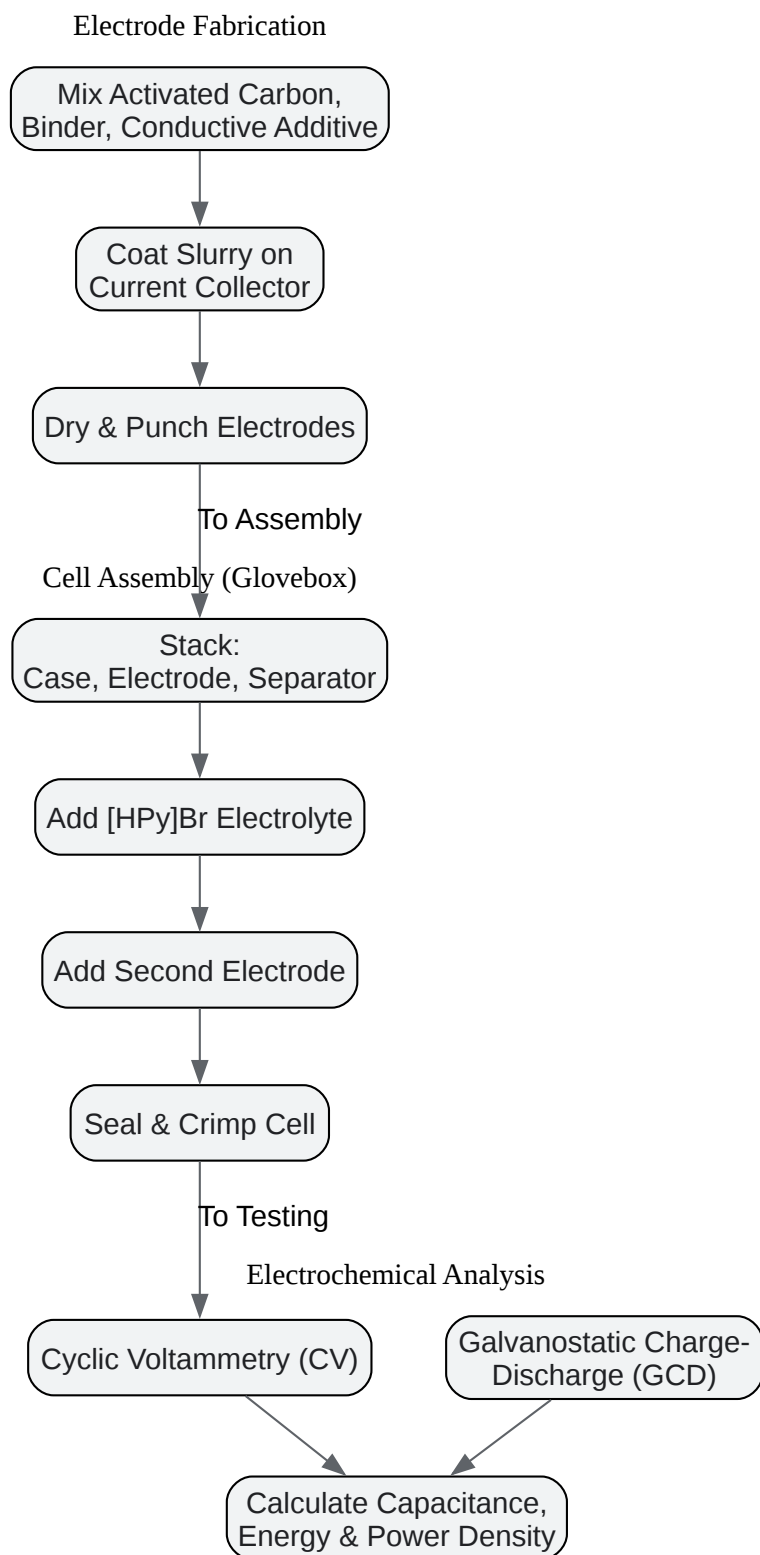 Electrode Fabrication
Mix Activated Carbon,
Binder, Conductive Additive
Coat Slurry on
Current Collector
Dry & Punch Electrodes
To Assembly
Cell Assembly (Glovebox)
Stack:
Case, Electrode, Separator
Add [HPy]Br Electrolyte
Add Second Electrode
Seal & Crimp Cell
To Testing
Electrochemical Analysis
Cyclic Voltammetry (CV)
Galvanostatic Charge-
Discharge (GCD)
Calculate Capacitance,
Energy & Power Density